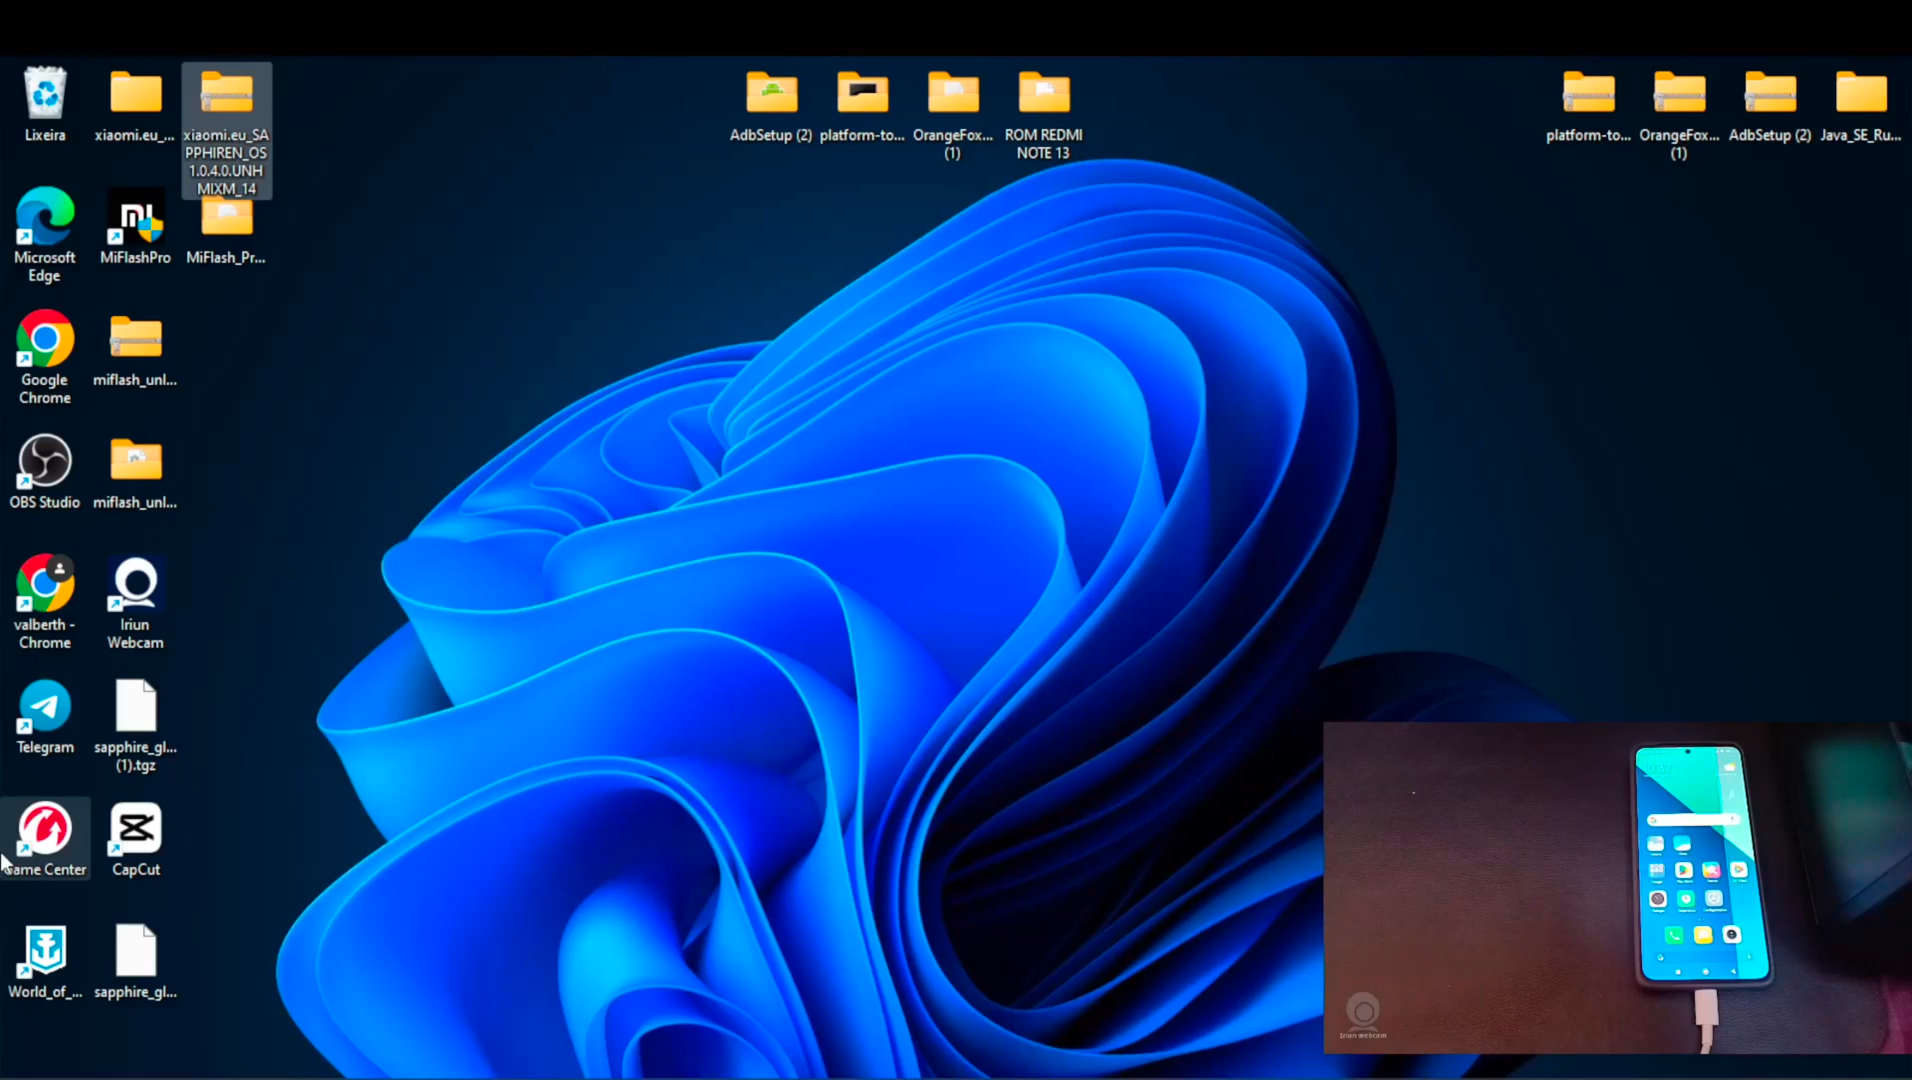 Lixeira
xiaomi.eu_...
xiaomi.eu_SA
PPHIREN_OS
1.0.4.0.UNH
MIXM_14
AdbSetup (2)
platform-to...
OrangeFox...
(1)
ROM REDMI
NOTE 13
platform-to...
OrangeFox...
(1)
AdbSetup (2)
Java_SE_Ru...
Microsoft
Edge
MiFlashPro
MiFlash_Pr...
Google
Chrome
miflash_unl...
OBS Studio
miflash_unl...
valberth -
Chrome
Iriun
Webcam
Telegram
sapphire_gl...
(1).tgz
ame Center
CapCut
World_of_...
sapphire_gl...
Iriun webcam